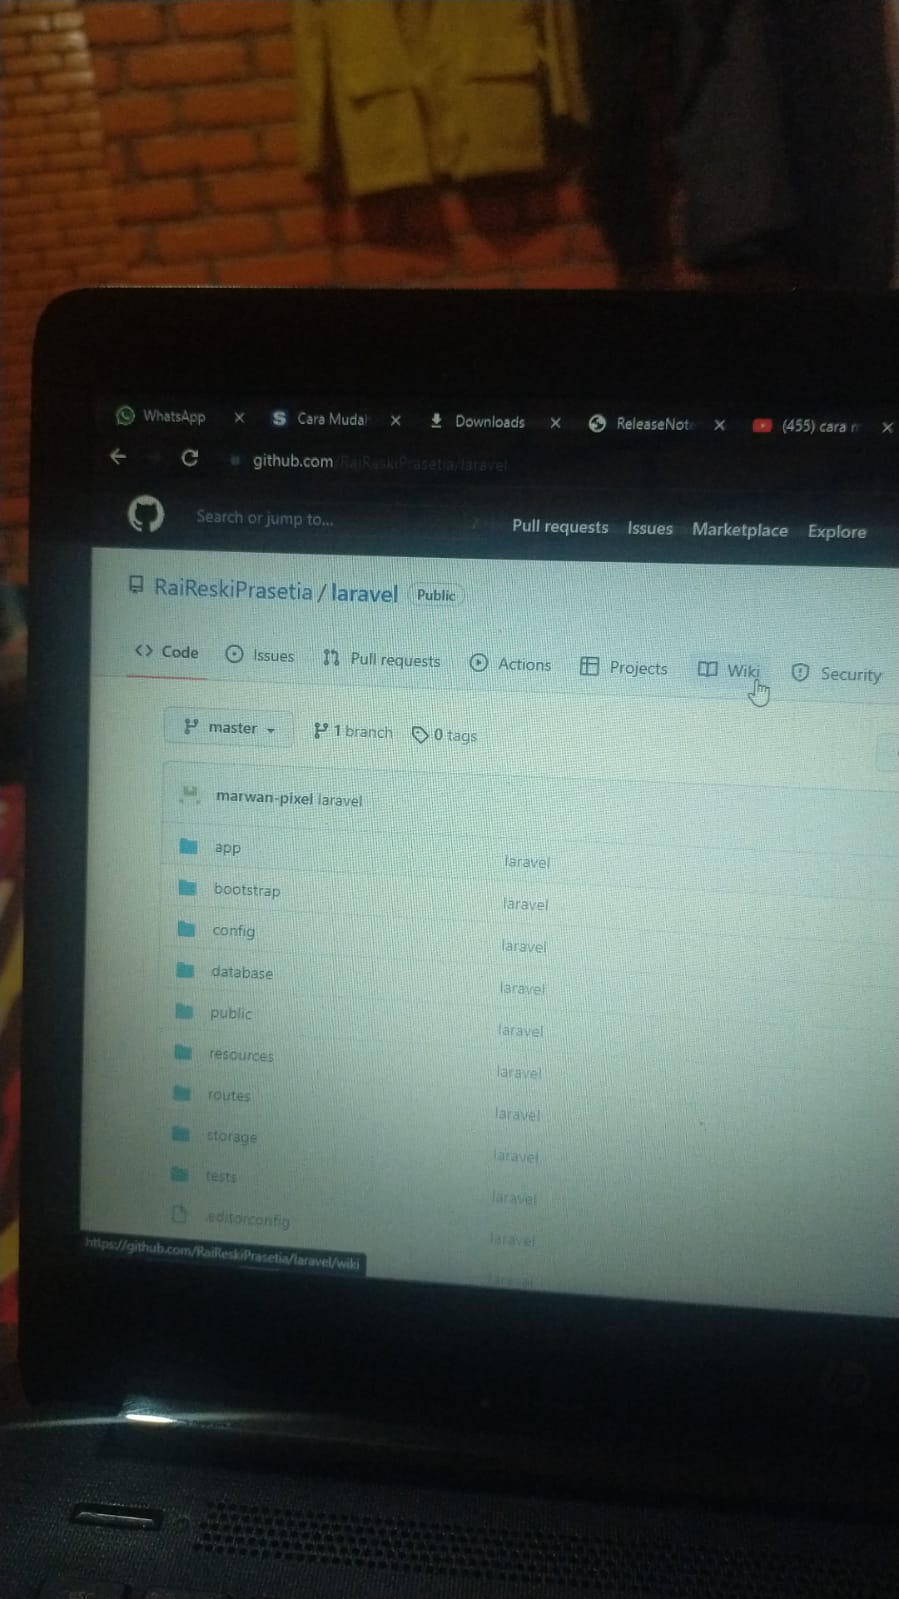 WhatsApp Cara Mudal Downloads ReleaseNot (455) cara
github.com/RaiReskiPrasetia/laravel
Search or jump to... Pull requests Issues Marketplace Explore
RaiReskiPrasetia / laravel Public
Code Issues Pull requests Actions Projects Wiki Security
master 1 branch 0 tags
marwan-pixel laravel
app laravel
bootstrap laravel
config laravel
database laravel
public laravel
resources laravel
routes laravel
storage laravel
tests laravel
.editorconfig laravel
laravel
https://github.com/RaiReskiPrasetia/laravel/wiki